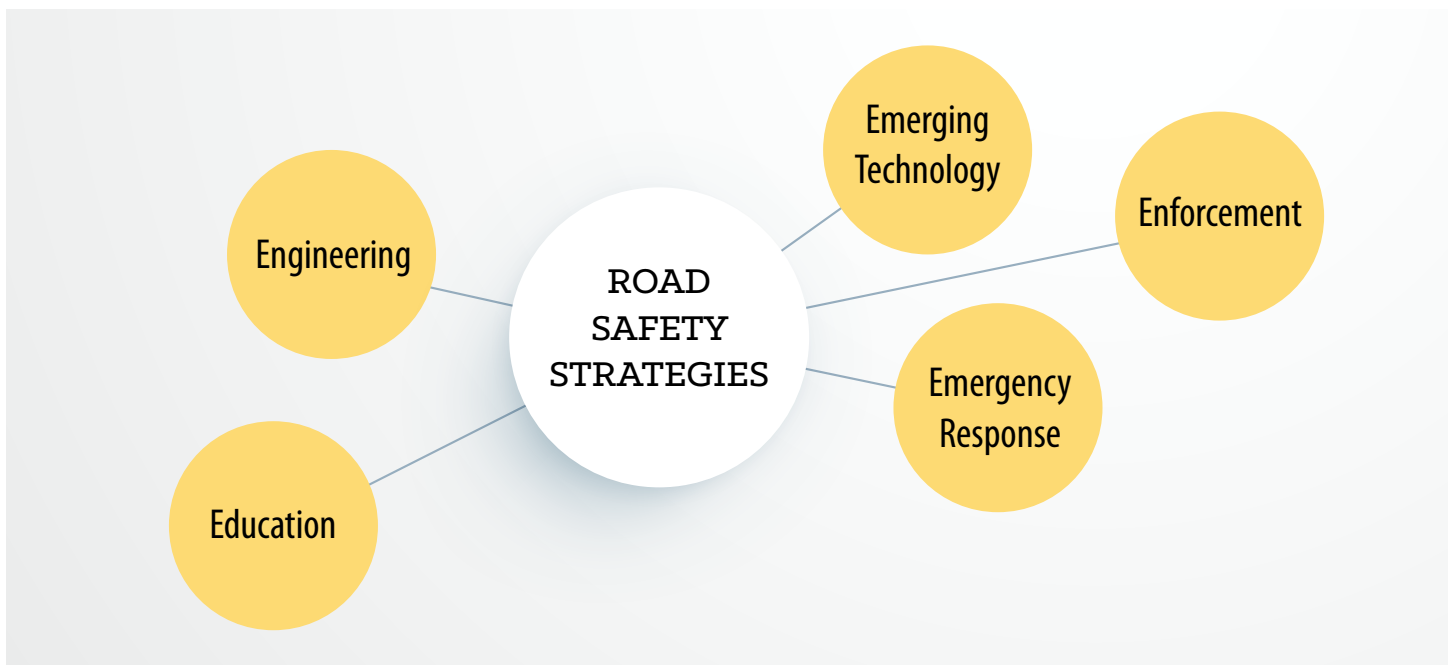 Engineering
Education
ROAD
SAFETY
STRATEGIES
Emerging
Technology
Enforcement
Emergency
Response